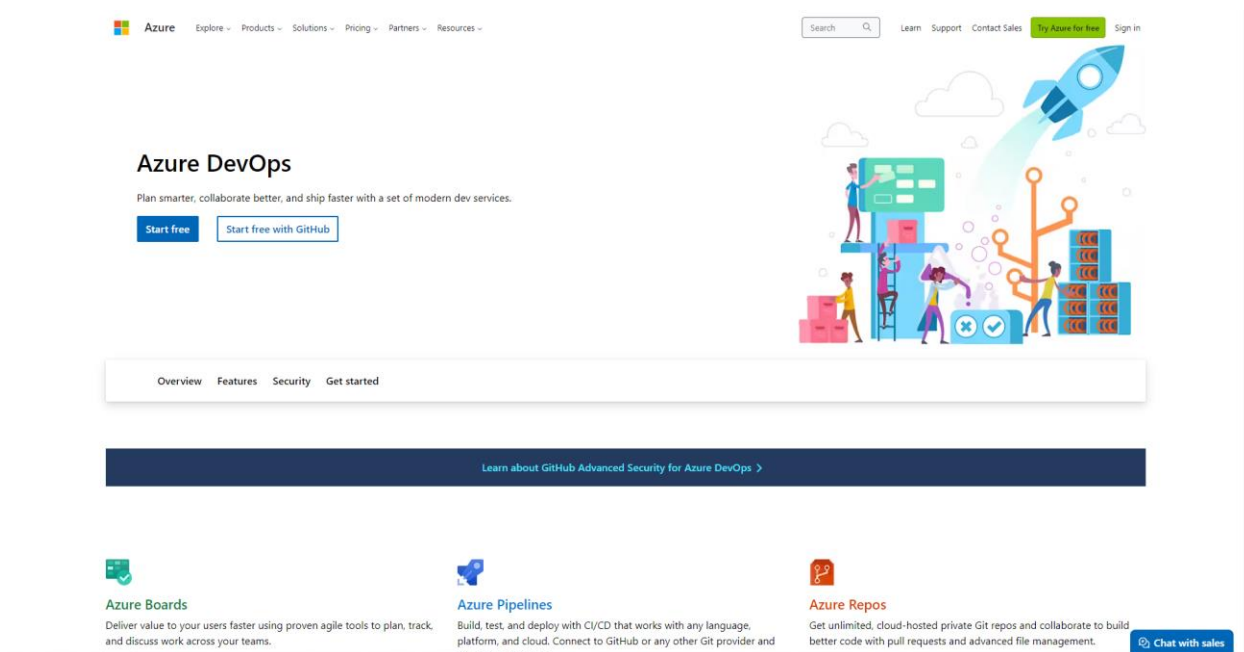 Azure Explore Products Solutions Pricing Partners Resources Search Learn Support Contact Sales Try Azure for free Sign in
Azure DevOps
Plan smarter, collaborate better, and ship faster with a set of modern dev services.
Start free Start free with GitHub
Overview Features Security Get started
Learn about GitHub Advanced Security for Azure DevOps
Azure Boards
Deliver value to your users faster using proven agile tools to plan, track,
and discuss work across your teams.
Azure Pipelines
Build, test, and deploy with CI/CD that works with any language,
platform, and cloud. Connect to GitHub or any other Git provider and
Azure Repos
Get unlimited, cloud-hosted private Git repos and collaborate to build
better code with pull requests and advanced file management.
Chat with sales